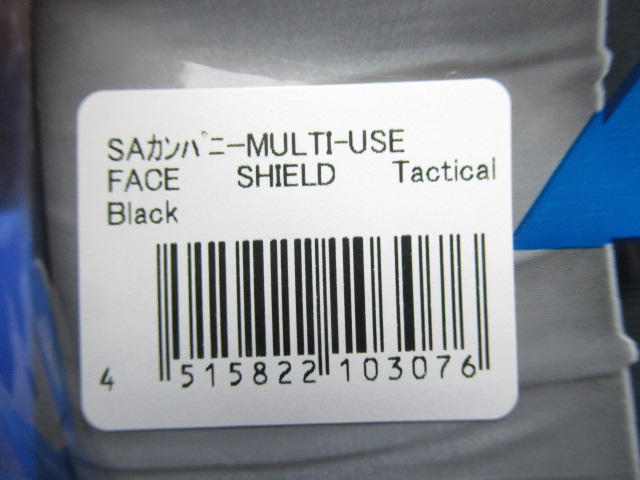 SAｶﾝﾊﾟﾆｰMULTI-USE
FACE SHIELD Tactical
Black
4 515822 103076